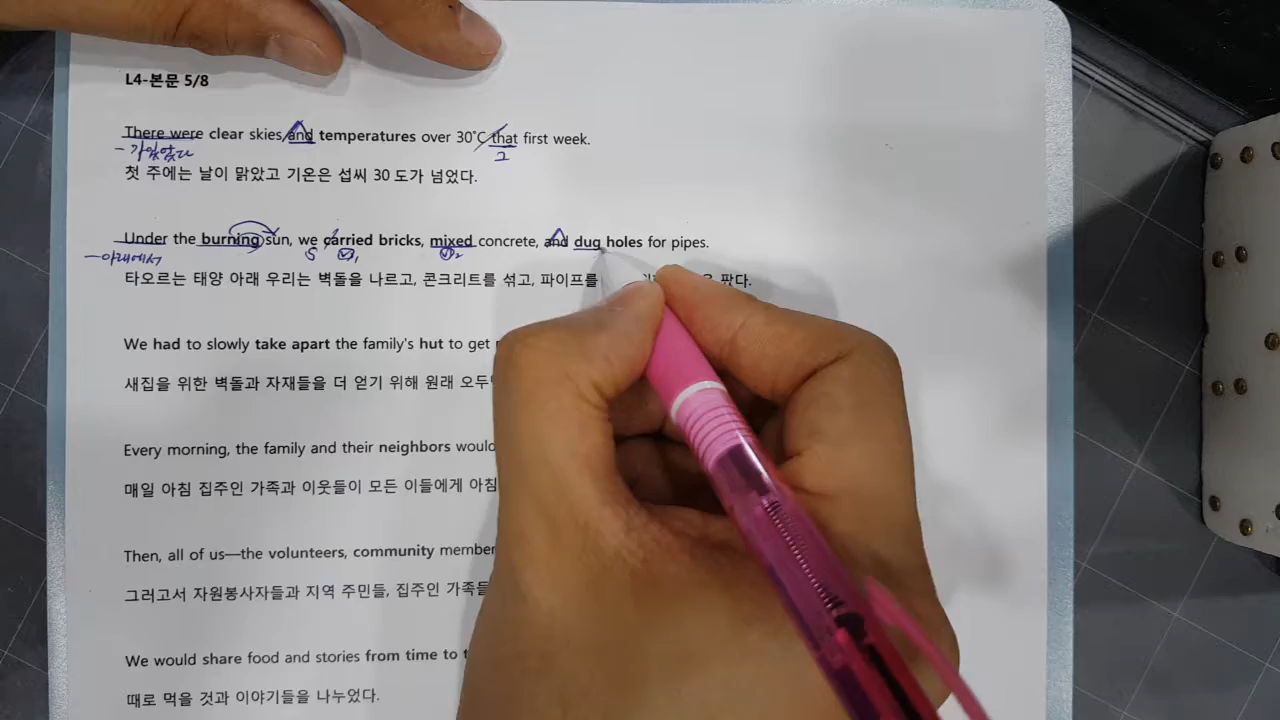 L4-본문 5/8
There were clear skies and temperatures over 30℃ that first week.
- 가 있었다 그
첫 주에는 날이 맑았고 기온은 섭씨 30 도가 넘었다.
Under the burning sun, we carried bricks, mixed concrete, and dug holes for pipes.
- 아래에서 S V1 V2
타오르는 태양 아래 우리는 벽돌을 나르고, 콘크리트를 섞고, 파이프를 팠다.
We had to slowly take apart the family's hut to get
새집을 위한 벽돌과 자재들을 더 얻기 위해 원래
Every morning, the family and their neighbors would
매일 아침 집주인 가족과 이웃들이 모든 이들에게 아침
Then, all of us—the volunteers, community
그러고서 자원봉사자들과 지역 주민들, 집주인
We would share food and stories from time to
때로 먹을 것과 이야기들을 나누었다.